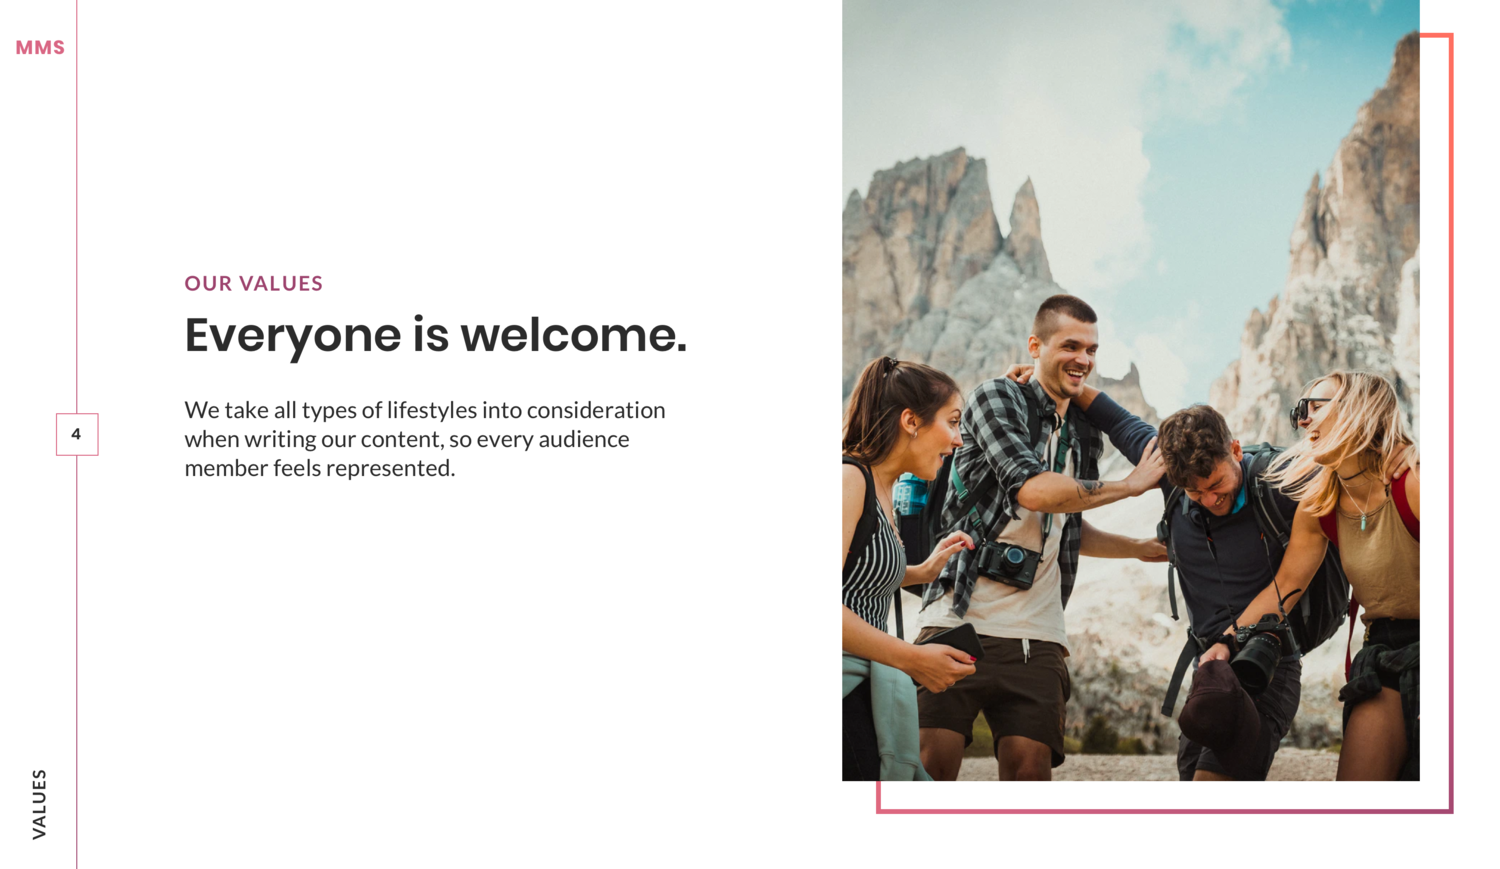 MMS
OUR VALUES
Everyone is welcome.
We take all types of lifestyles into consideration
when writing our content, so every audience
member feels represented.
4
VALUES